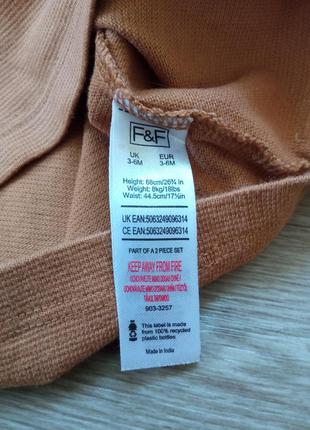 F&F
UK EUR
3-6M 3-6M
Height: 68cm/26¾ in
Weight: 8kg/18lbs
Waist: 44.5cm/17½in
UK EAN:5063249096314
CE EAN:5063249096314
PART OF A 2 PIECE SET
KEEP AWAY FROM FIRE
903-3257
This label is made
from 100% recycled
plastic bottles
Made in India